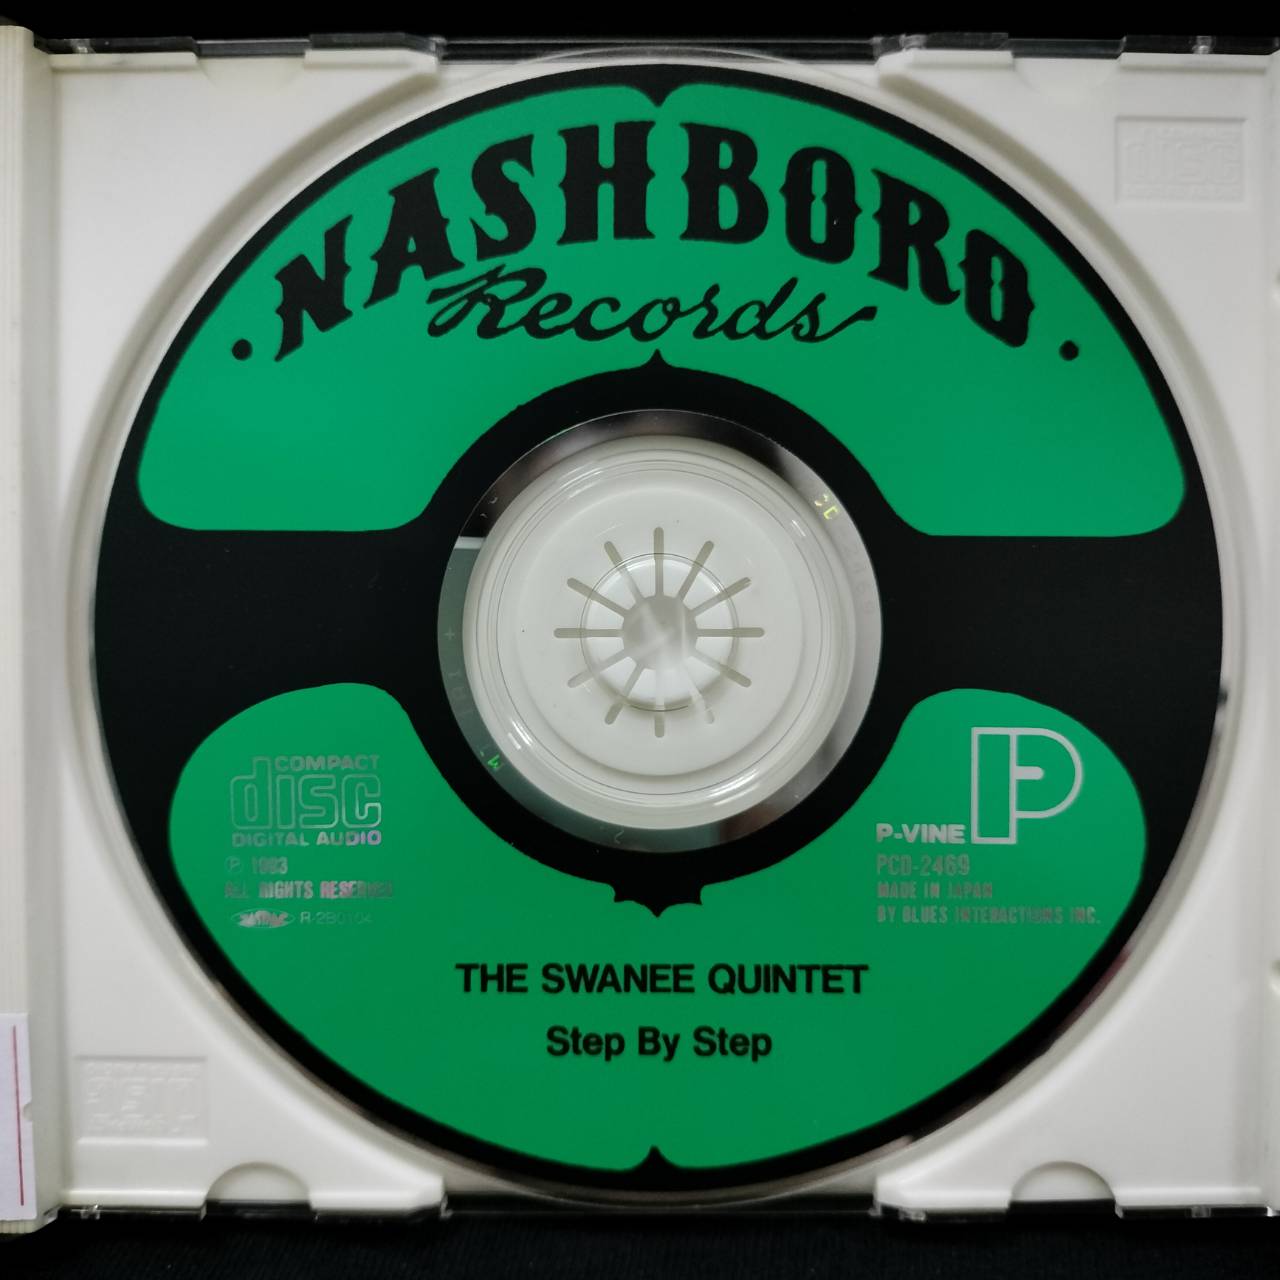 NASHBORO
Records
COMPACT
disc
DIGITAL AUDIO
℗ 1993
ALL RIGHTS RESERVED
R-2B0104
P-VINE
PCD-2469
MADE IN JAPAN
BY BLUES INTERACTIONS INC.
THE SWANEE QUINTET
Step By Step